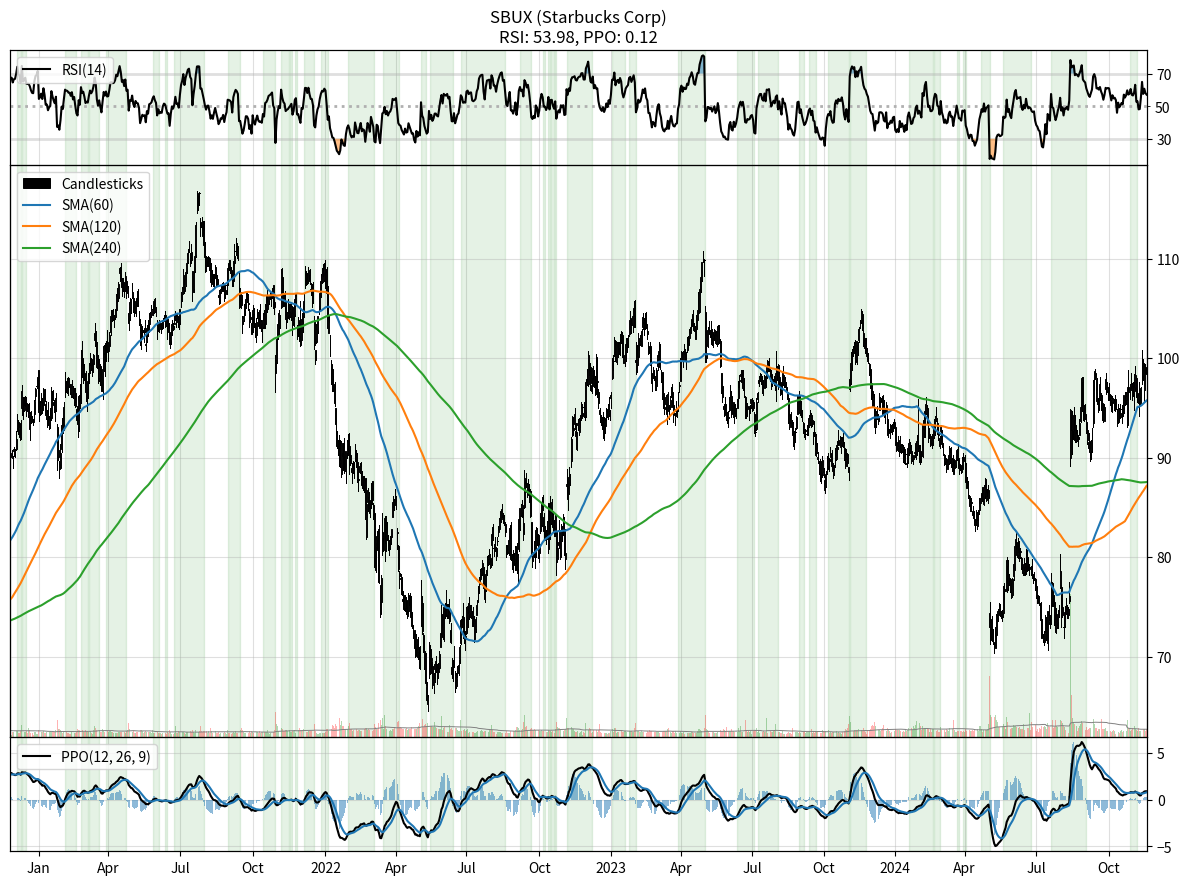 SBUX (Starbucks Corp)
RSI: 53.98, PPO: 0.12
RSI(14)
70
50
30
Candlesticks
SMA(60)
SMA(120)
SMA(240)
110
100
90
80
70
PPO(12, 26, 9)
5
0
−5
Jan Apr Jul Oct 2022 Apr Jul Oct 2023 Apr Jul Oct 2024 Apr Jul Oct